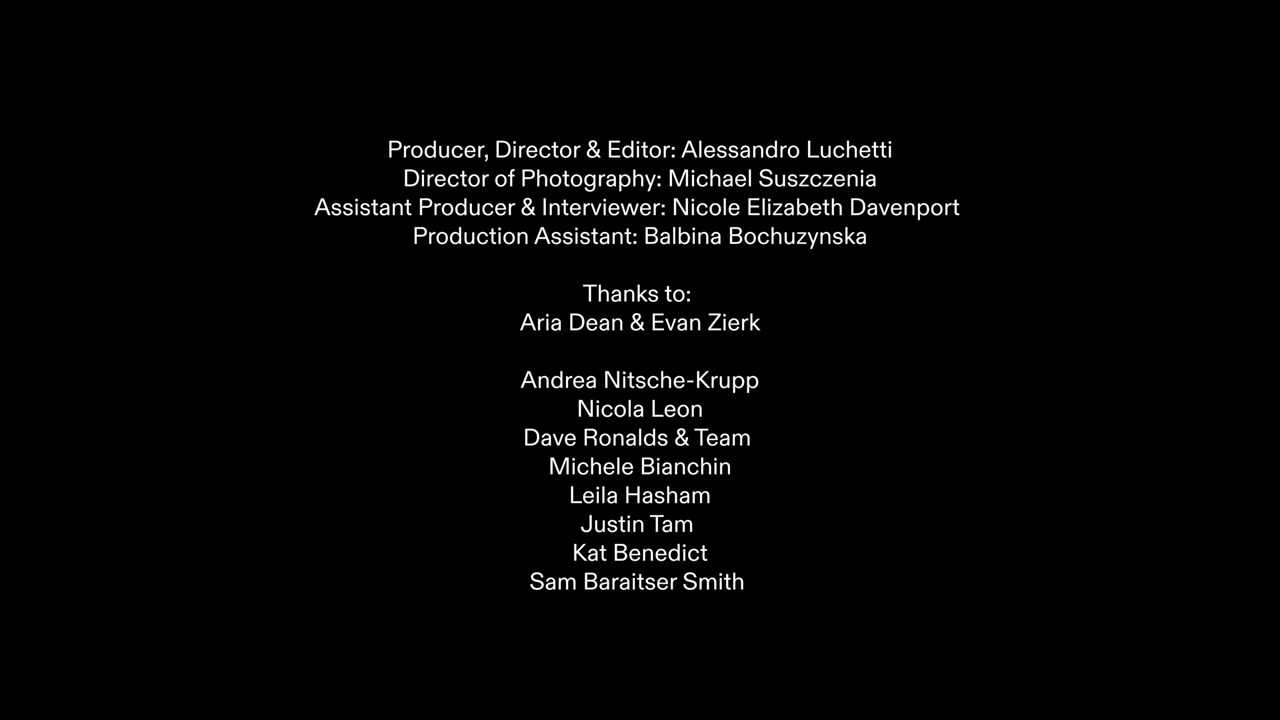 Producer, Director & Editor: Alessandro Luchetti
Director of Photography: Michael Suszczenia
Assistant Producer & Interviewer: Nicole Elizabeth Davenport
Production Assistant: Balbina Bochuzynska
Thanks to:
Aria Dean & Evan Zierk
Andrea Nitsche-Krupp
Nicola Leon
Dave Ronalds & Team
Michele Bianchin
Leila Hasham
Justin Tam
Kat Benedict
Sam Baraitser Smith